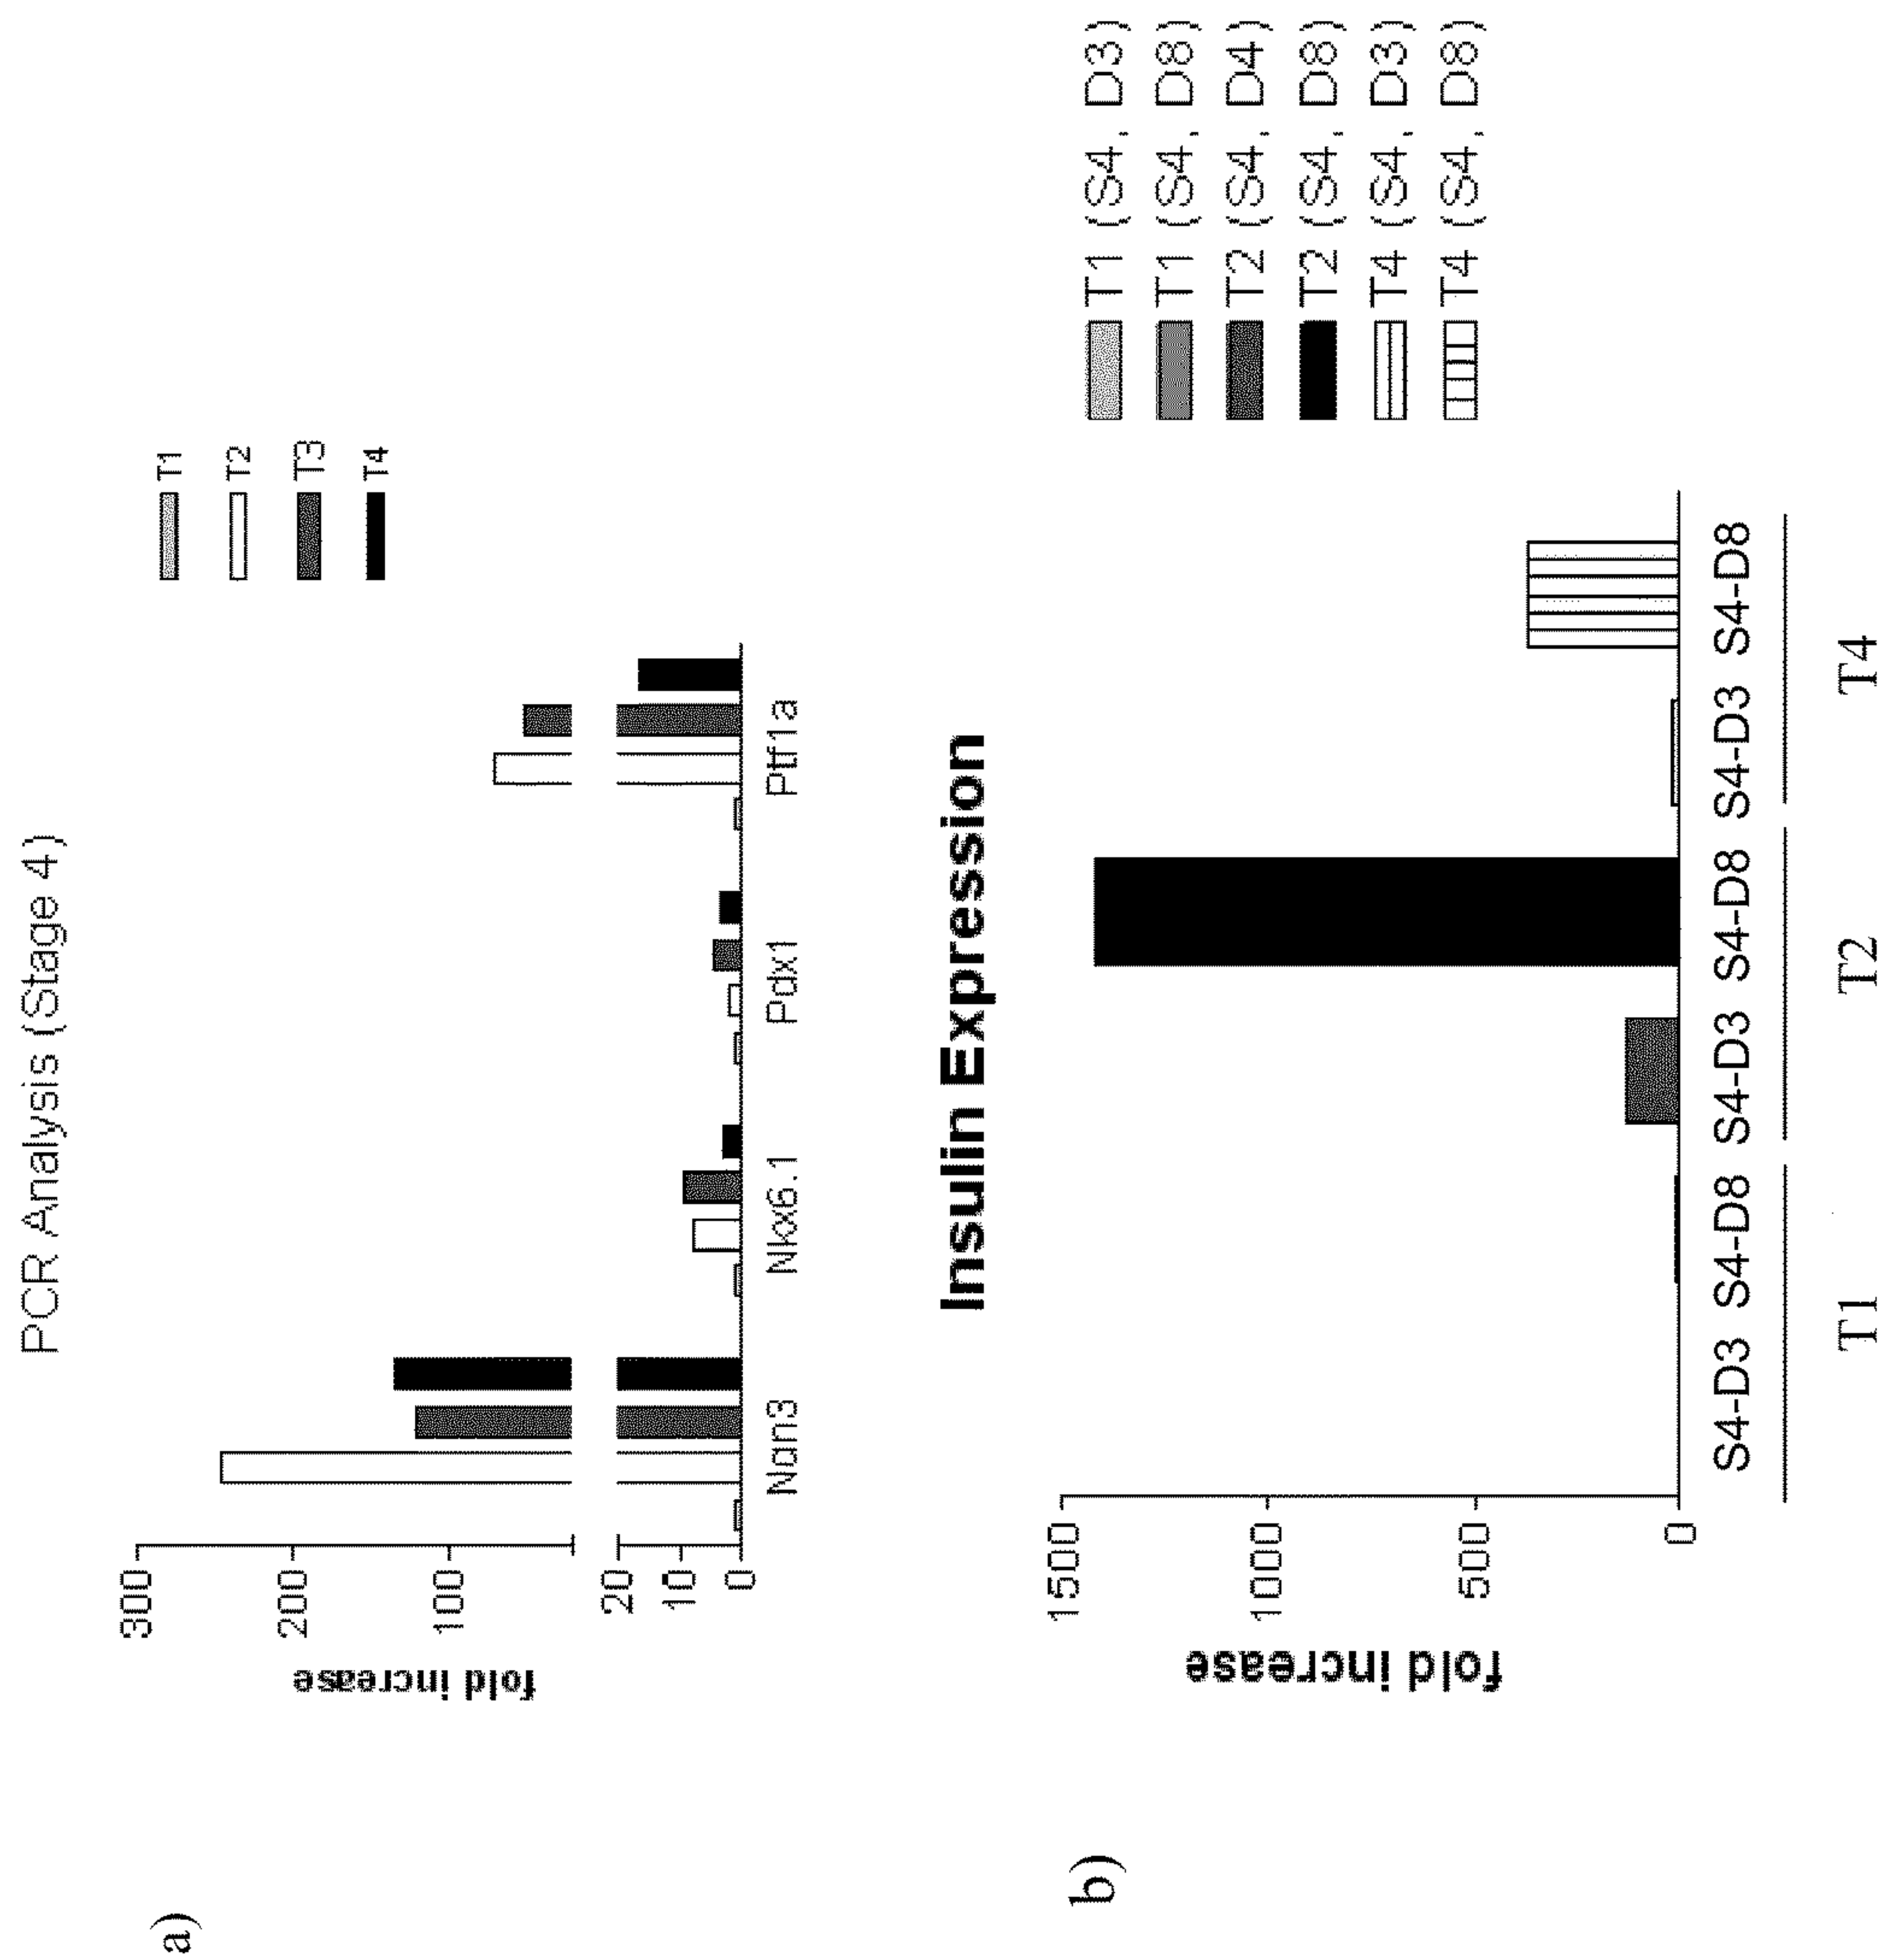 a)
PCR Analysis (Stage 4)
fold increase
300
200
100
20
10
0
Ngn3 Nkx6.1 Pdx1 Ptf1a
T1
T2
T3
T4
b)
Insulin Expression
fold increase
1500
1000
500
0
S4-D3 S4-D8 S4-D3 S4-D8 S4-D3 S4-D8
T1 T2 T4
T1 (S4, D3)
T1 (S4, D8)
T2 (S4, D4)
T2 (S4, D8)
T4 (S4, D3)
T4 (S4, D8)